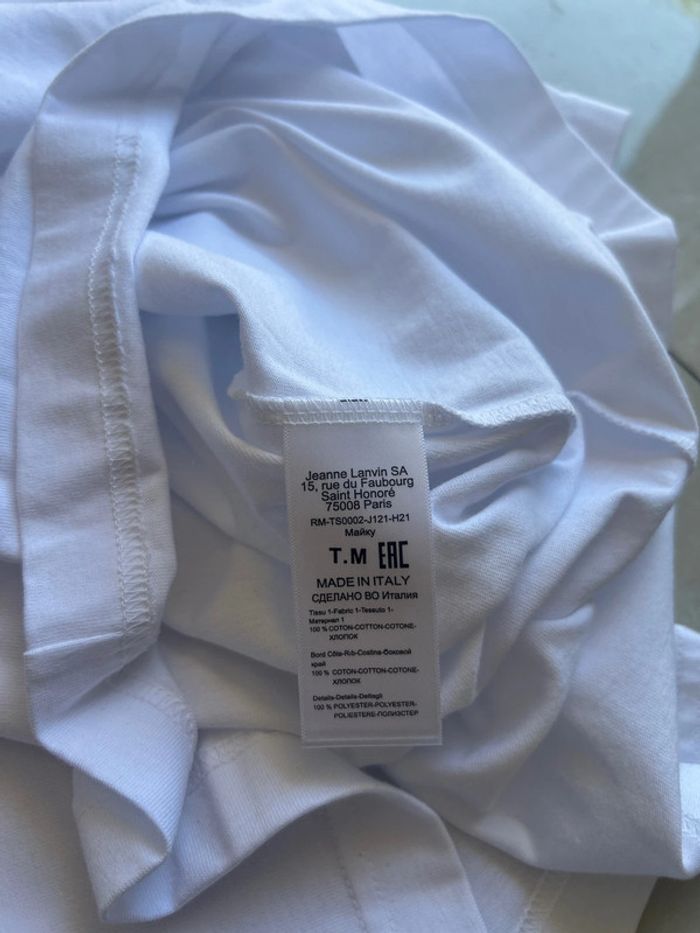 Jeanne Lanvin SA
15, rue du Faubourg
Saint Honoré
75008 Paris
RM-TS0002-J121-H21
Майку
T.M EAC
MADE IN ITALY
СДЕЛАНО ВО Италия
Tissu 1-Fabric 1-Tessuto 1-
Материал 1
100 % COTON-COTTON-COTONE-
ХЛОПОК
Bord Côte-Rib-Costina-боковой
край
100 % COTON-COTTON-COTONE-
ХЛОПОК
Details-Details-Dettagli
100 % POLYESTER-POLYESTER-
POLIESTERE-ПОЛИЭСТЕР